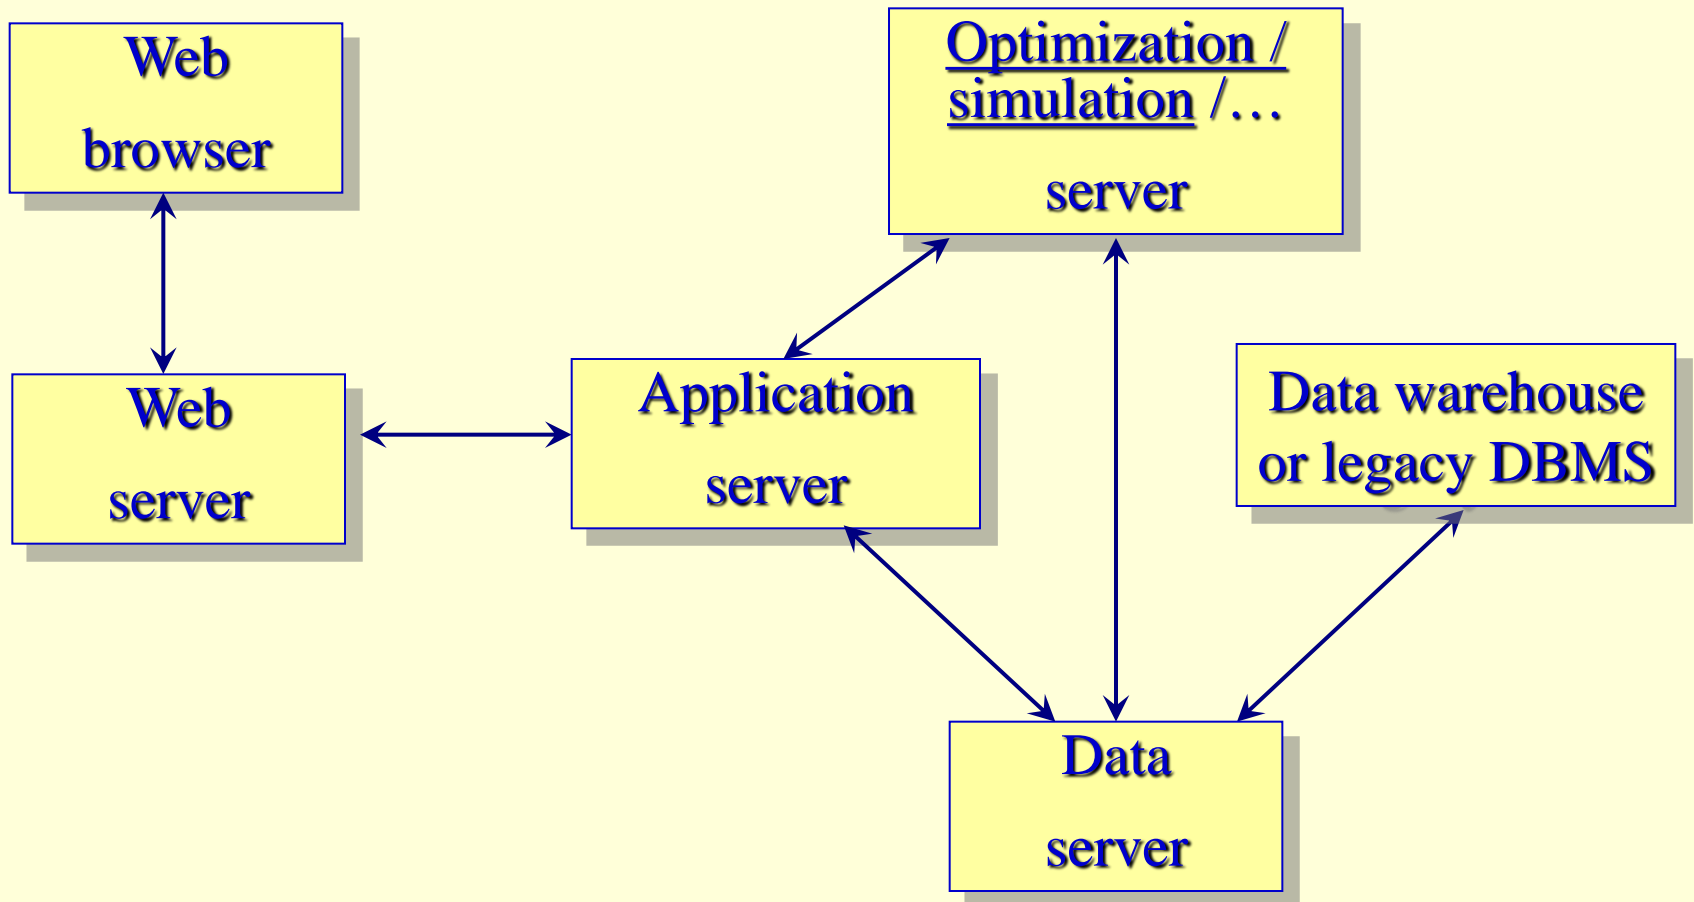 Web
browser
Optimization /
simulation /…
server
Web
server
Application
server
Data warehouse
or legacy DBMS
Data
server